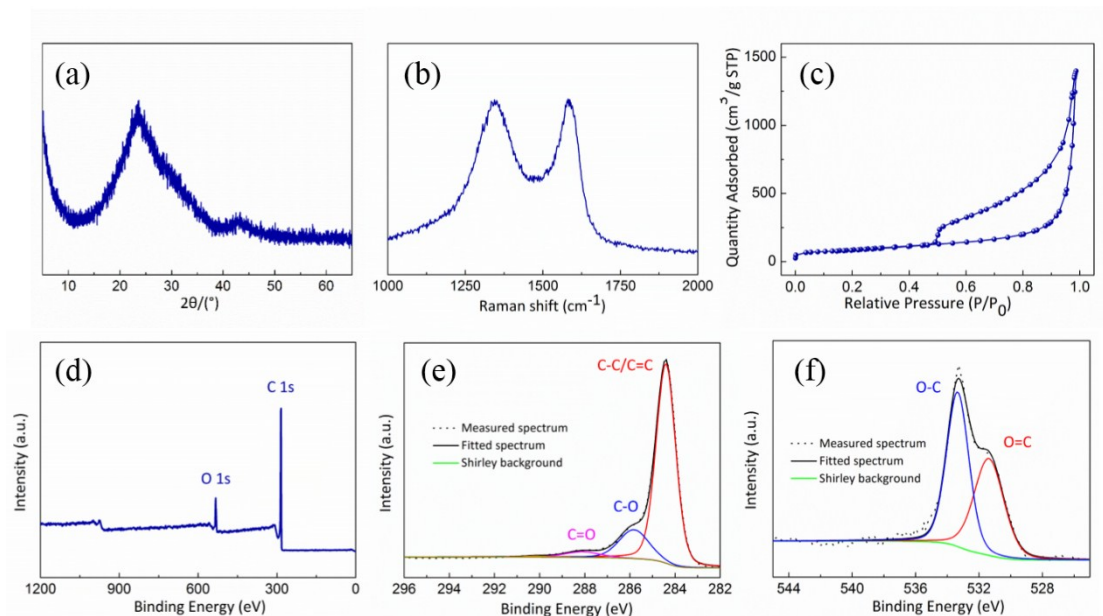 (a)
10 20 30 40 50 60
2θ/(°)
(b)
1000 1250 1500 1750 2000
Raman shift (cm⁻¹)
(c)
Quantity Adsorbed (cm³/g STP)
1500
1000
500
0
0.0 0.2 0.4 0.6 0.8 1.0
Relative Pressure (P/P₀)
(d)
C 1s
O 1s
Intensity (a.u.)
1200 900 600 300 0
Binding Energy (eV)
(e)
C-C/C=C
Measured spectrum
Fitted spectrum
Shirley background
C-O
C=O
Intensity (a.u.)
296 294 292 290 288 286 284 282
Binding Energy (eV)
(f)
O-C
Measured spectrum
Fitted spectrum
Shirley background
O=C
Intensity (a.u.)
544 540 536 532 528
Binding Energy (eV)